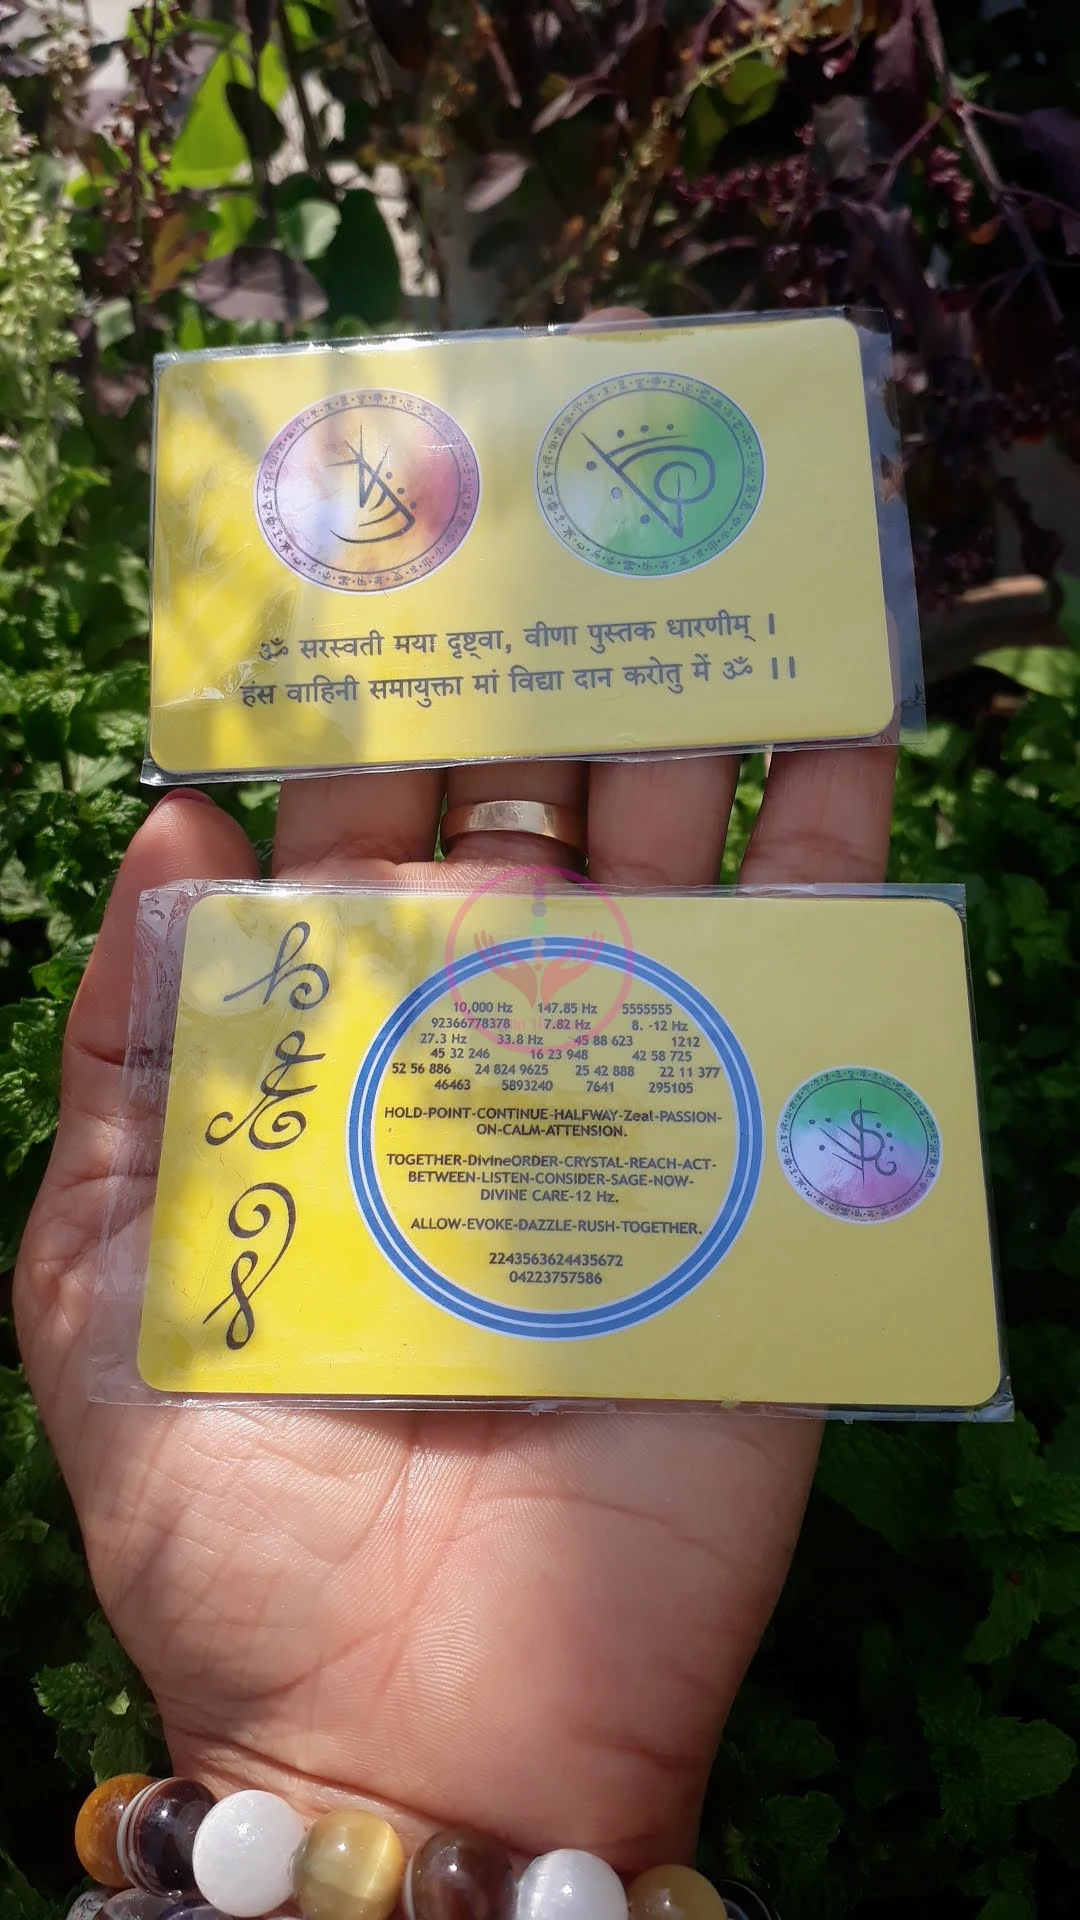 ॐ सरस्वती मया दृष्ट्वा, वीणा पुस्तक धारणीम् ।
हंस वाहिनी समायुक्ता मां विद्या दान करोतु में ॐ ।।
10,000 Hz 147.85 Hz 5555555
92366778378 7.82 Hz 8. -12 Hz
27.3 Hz 33.8 Hz 45 88 623 1212
45 32 246 16 23 948 42 58 725
52 56 886 24 824 9625 25 42 888 22 11 377
46463 5893240 7641 295105
HOLD-POINT-CONTINUE-HALFWAY-Zeal-PASSION-
ON-CALM-ATTENSION.
TOGETHER-DivineORDER-CRYSTAL-REACH-ACT-
BETWEEN-LISTEN-CONSIDER-SAGE-NOW-
DIVINE CARE-12 Hz.
ALLOW-EVOKE-DAZZLE-RUSH-TOGETHER.
2243563624435672
04223757586